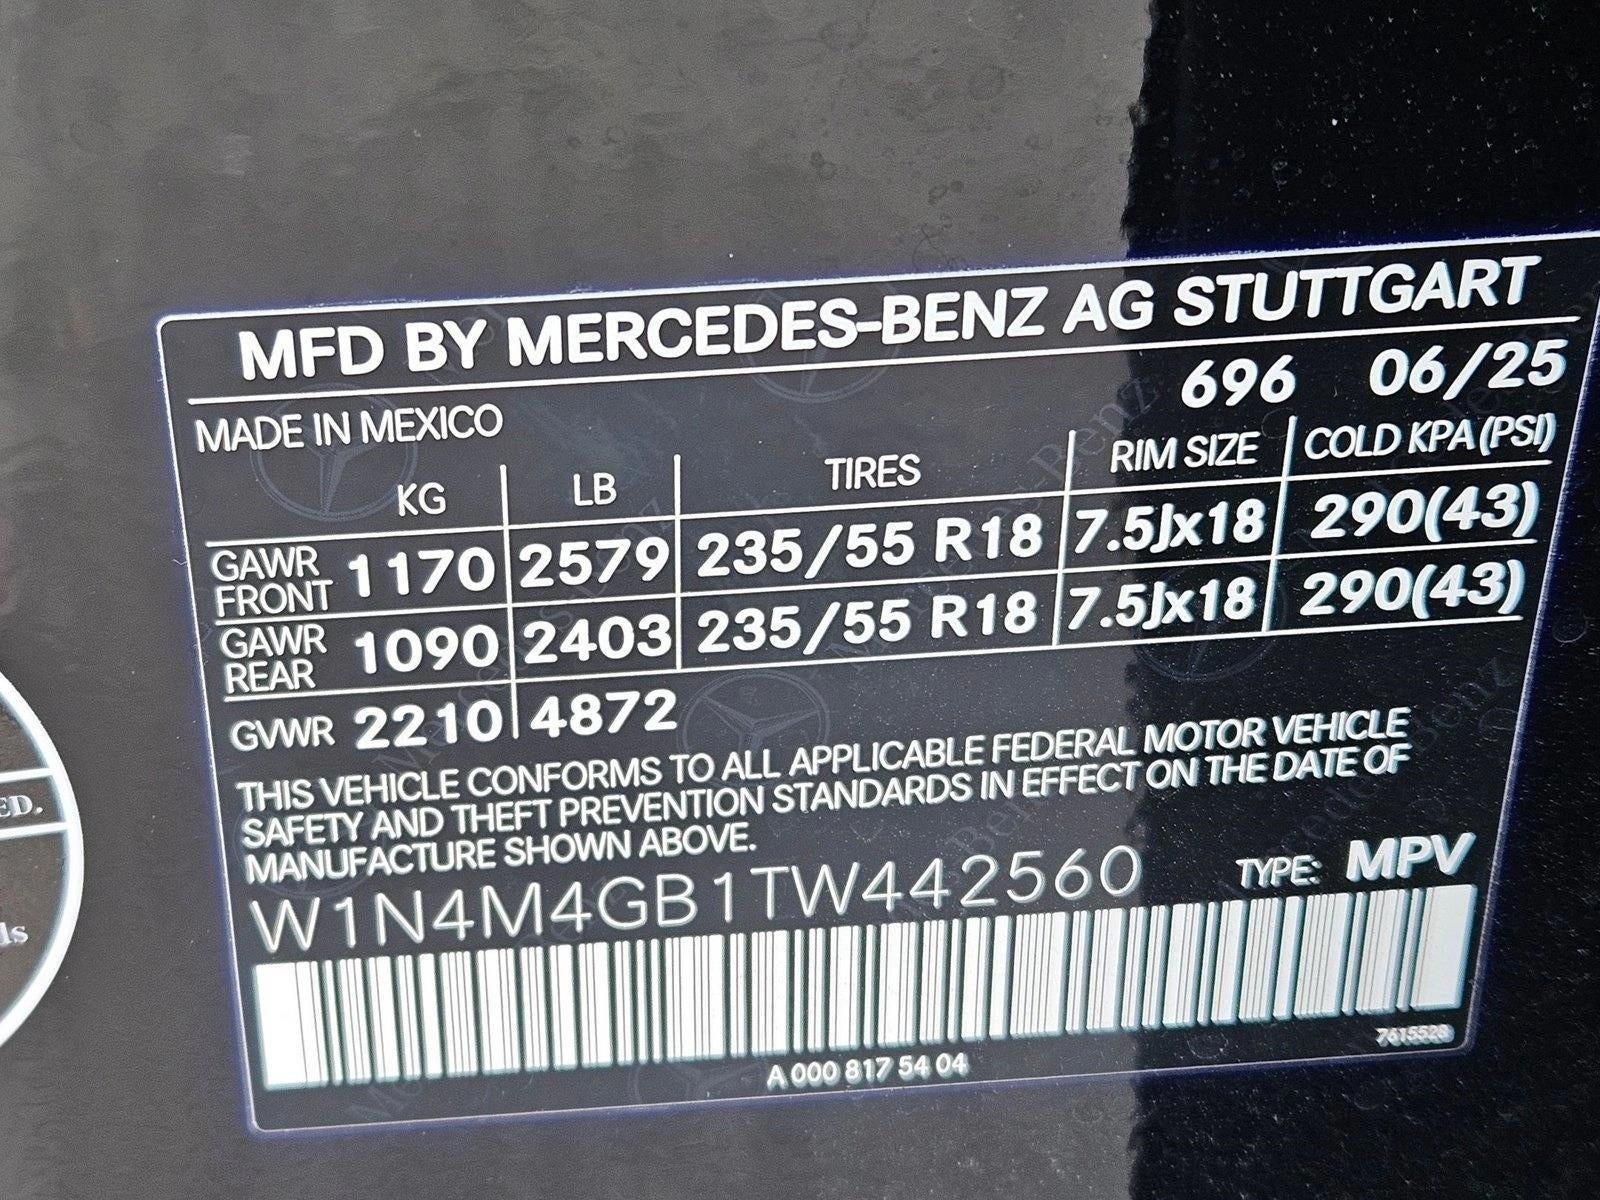 MFD BY MERCEDES-BENZ AG STUTTGART
696 06/25
MADE IN MEXICO
KG LB TIRES RIM SIZE COLD KPA (PSI)
GAWR FRONT 1170 2579 235/55 R18 7.5Jx18 290(43)
GAWR REAR 1090 2403 235/55 R18 7.5Jx18 290(43)
GVWR 2210 4872
THIS VEHICLE CONFORMS TO ALL APPLICABLE FEDERAL MOTOR VEHICLE
SAFETY AND THEFT PREVENTION STANDARDS IN EFFECT ON THE DATE OF
MANUFACTURE SHOWN ABOVE.
W1N4M4GB1TW442560 TYPE: MPV
7615528
A 000 817 54 04